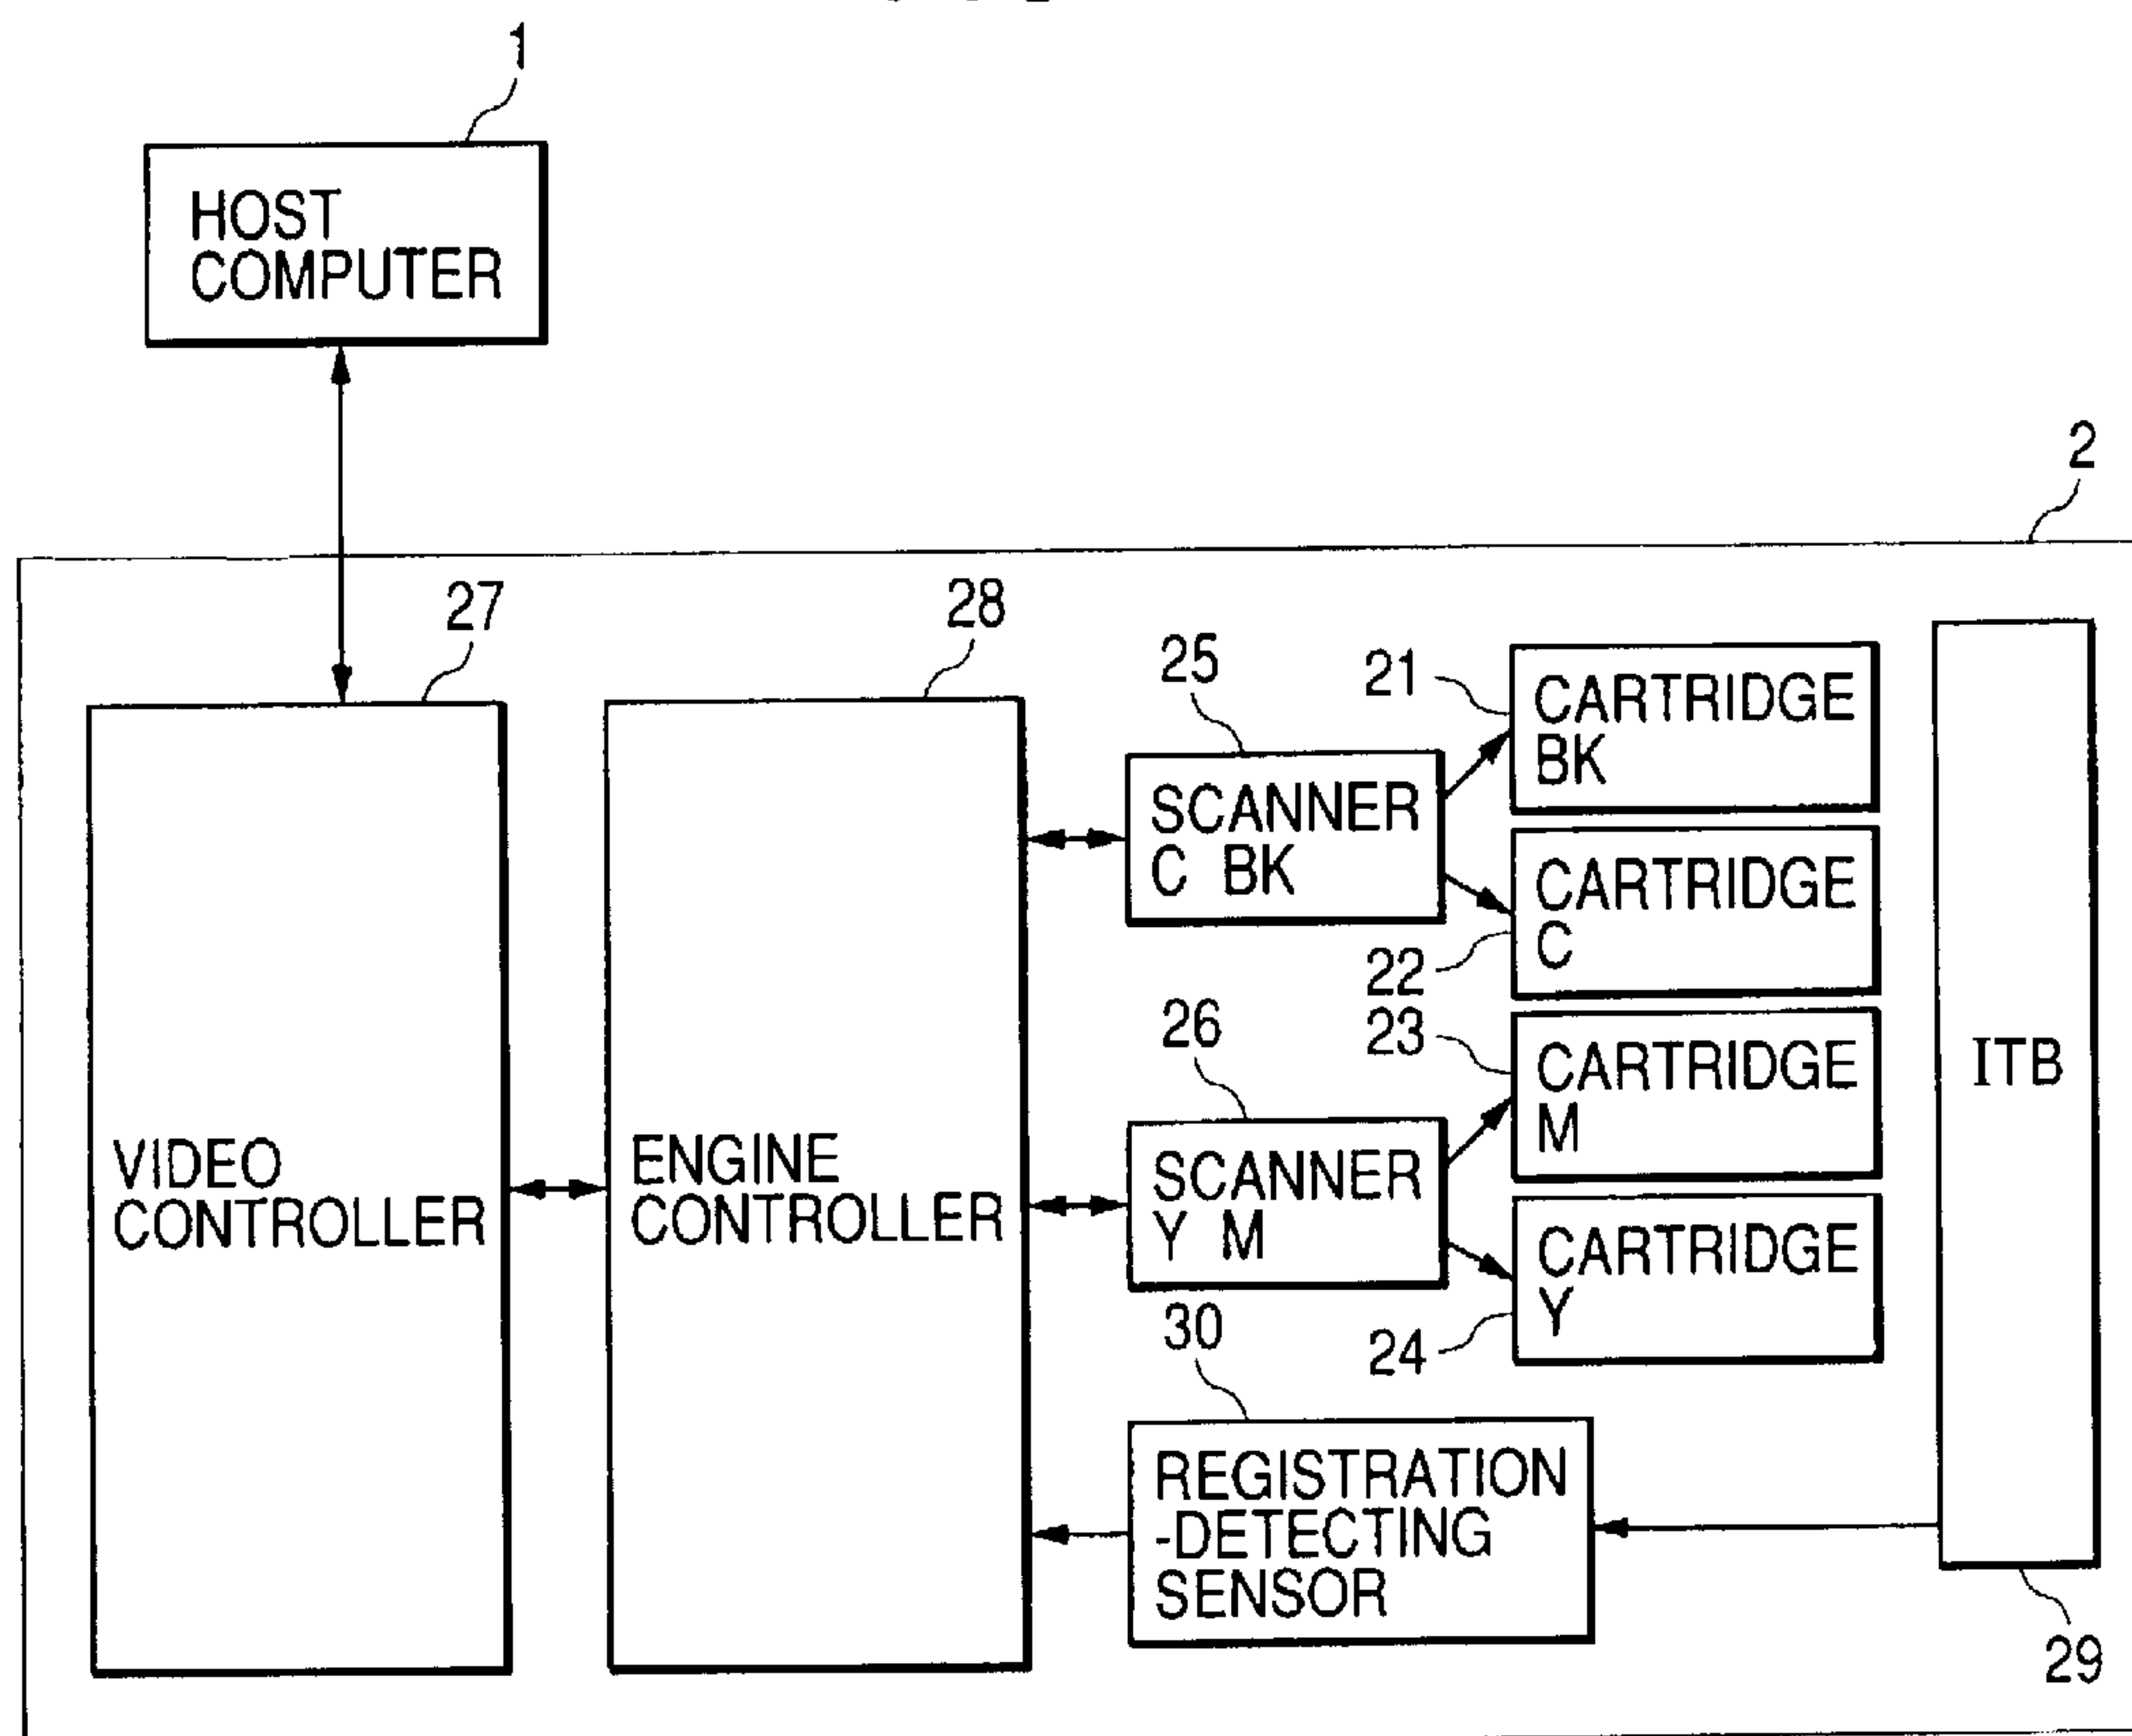 1
HOST
COMPUTER
2
27
28
25
21
CARTRIDGE
BK
SCANNER
C BK
CARTRIDGE
C
22
26
23
CARTRIDGE
M
ITB
VIDEO
CONTROLLER
ENGINE
CONTROLLER
SCANNER
Y M
CARTRIDGE
Y
30
24
REGISTRATION
-DETECTING
SENSOR
29